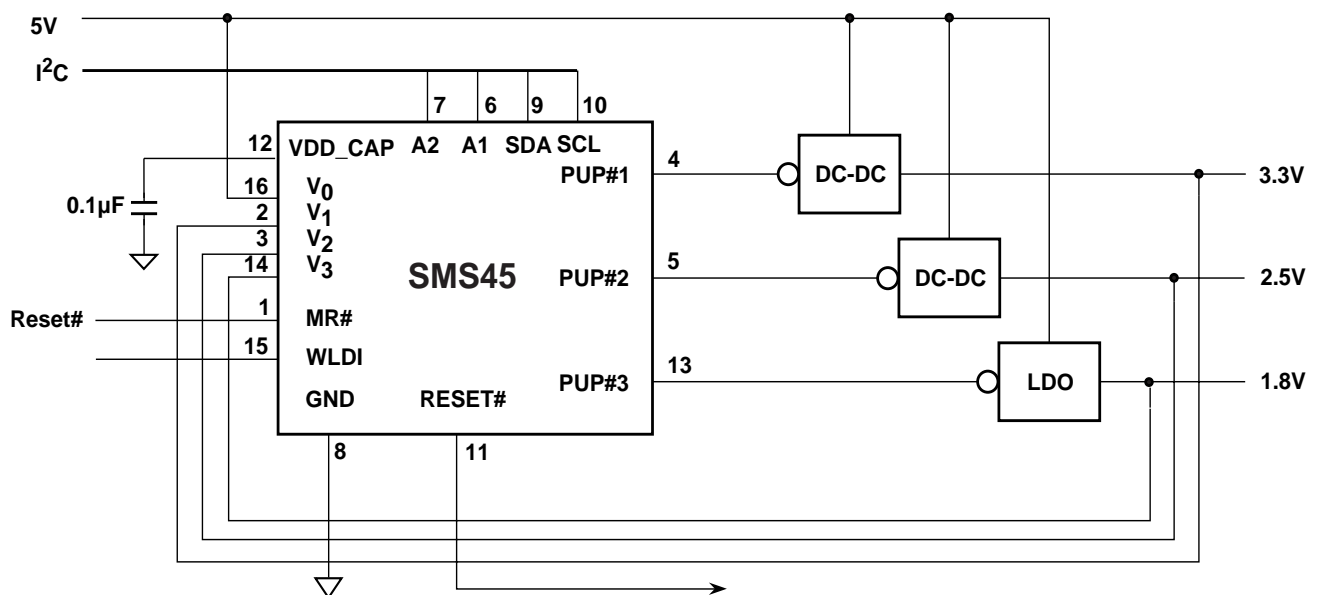 5V
I²C
7 6 9 10
12 VDD_CAP A2 A1 SDA SCL
PUP#1 4 DC-DC 3.3V
0.1µF
16 V0
2 V1
3 V2
14 V3
SMS45
PUP#2 5 DC-DC 2.5V
Reset# 1 MR#
15 WLDI
PUP#3 13 LDO 1.8V
GND RESET#
8 11